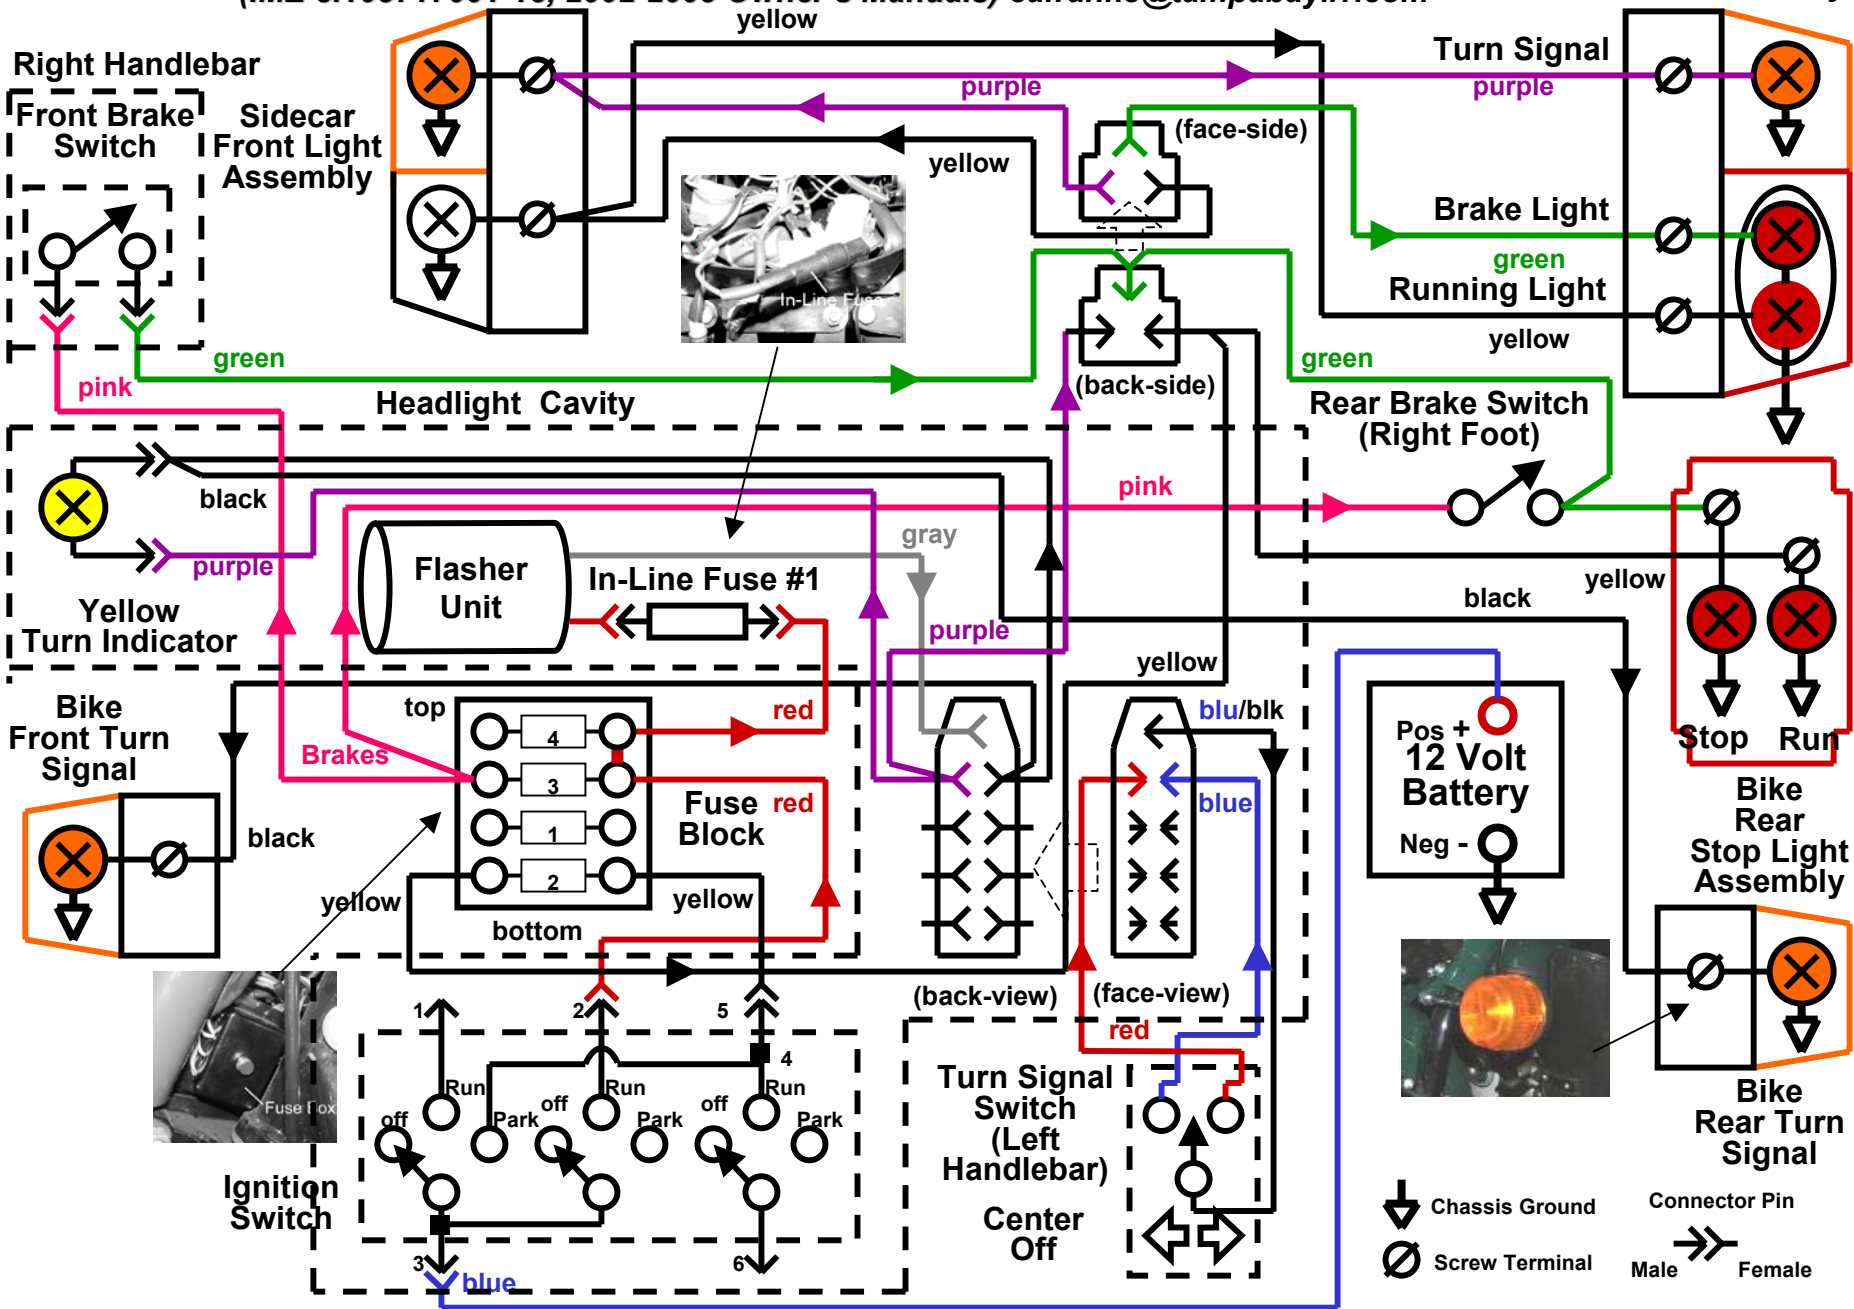 yellow
Right Handlebar
Front Brake
Switch
Sidecar
Front Light
Assembly
purple
Turn Signal
purple
(face-side)
yellow
Brake Light
green
Running Light
yellow
In-Line Fuse
green
pink
Headlight Cavity
(back-side)
green
Rear Brake Switch
(Right Foot)
black
pink
gray
purple
Flasher
Unit
In-Line Fuse #1
yellow
black
Yellow
Turn Indicator
purple
yellow
Bike
Front Turn
Signal
top
red
blu/blk
Pos +
12 Volt
Battery
Neg -
Stop
Run
Brakes
4
3
1
2
Fuse
Block
red
blue
black
yellow
yellow
bottom
Bike
Rear
Stop Light
Assembly
(back-view)
(face-view)
red
Fuse Box
1
2
5
4
Run
Park
off
Run
Park
off
Run
Park
off
Ignition
Switch
3
6
blue
Turn Signal
Switch
(Left
Handlebar)
Center
Off
Bike
Rear Turn
Signal
Chassis Ground
Connector Pin
Screw Terminal
Male
Female